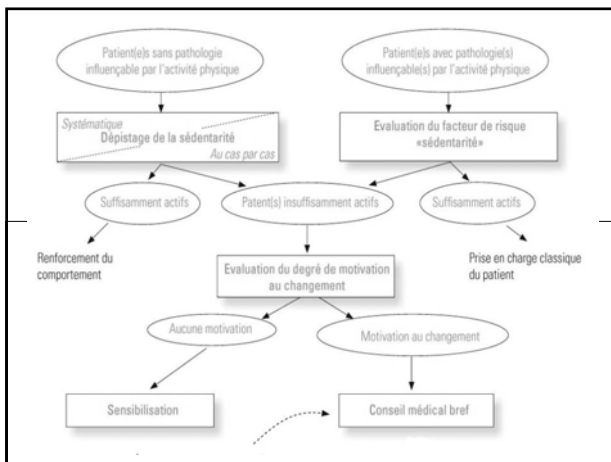 Patient(e)s sans pathologie
influençable par l'activité physique
Patient(e)s avec pathologie(s)
influençable(s) par l'activité physique
Systématique
Dépistage de la sédentarité
Au cas par cas
Evaluation du facteur de risque
«sédentarité»
Suffisamment actifs
Patent(s) insuffisamment actifs
Suffisamment actifs
Renforcement du
comportement
Prise en charge classique
du patient
Evaluation du degré de motivation
au changement
Aucune motivation
Motivation au changement
Sensibilisation
Conseil médical bref